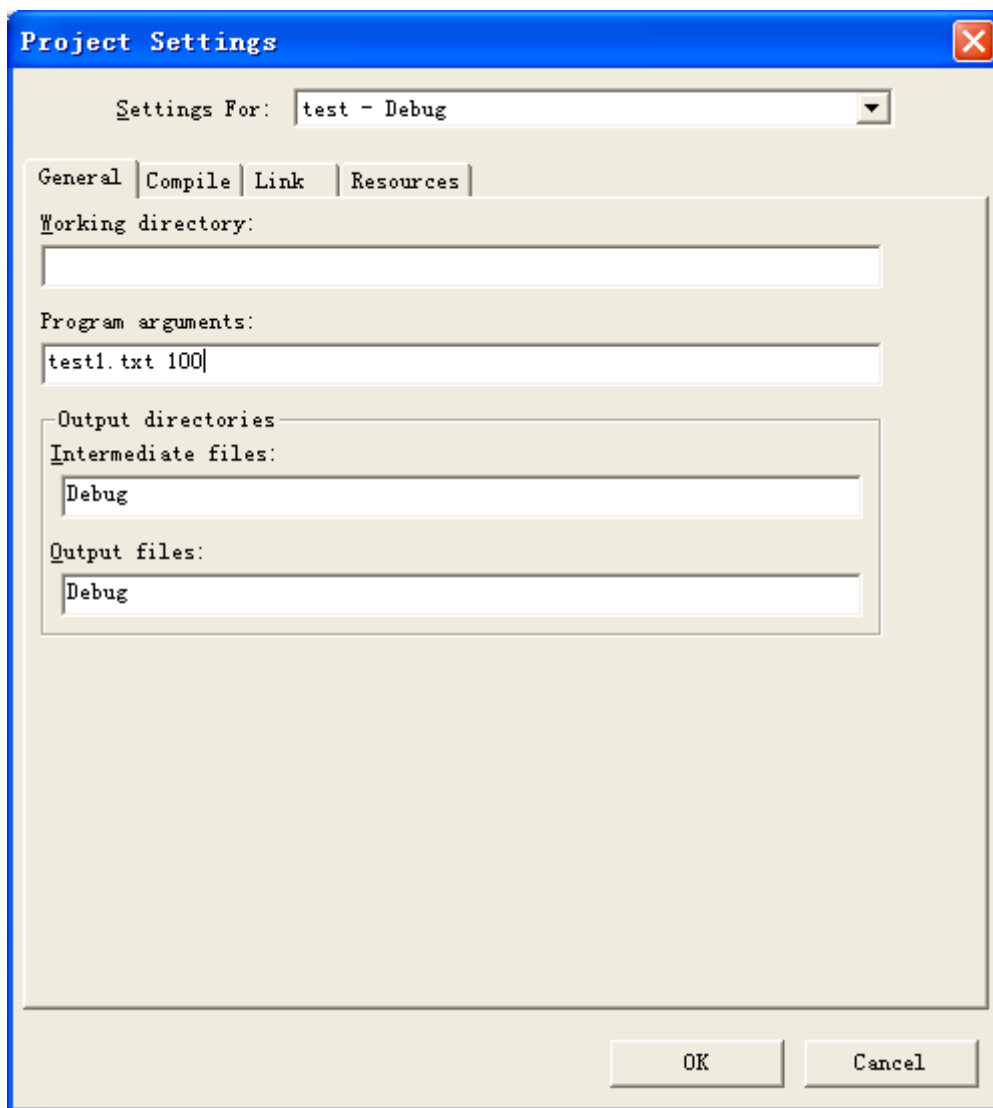 Project Settings
Settings For: test - Debug
General Compile Link Resources
Working directory:
Program arguments:
test1.txt 100
Output directories
Intermediate files:
Debug
Output files:
Debug
OK Cancel